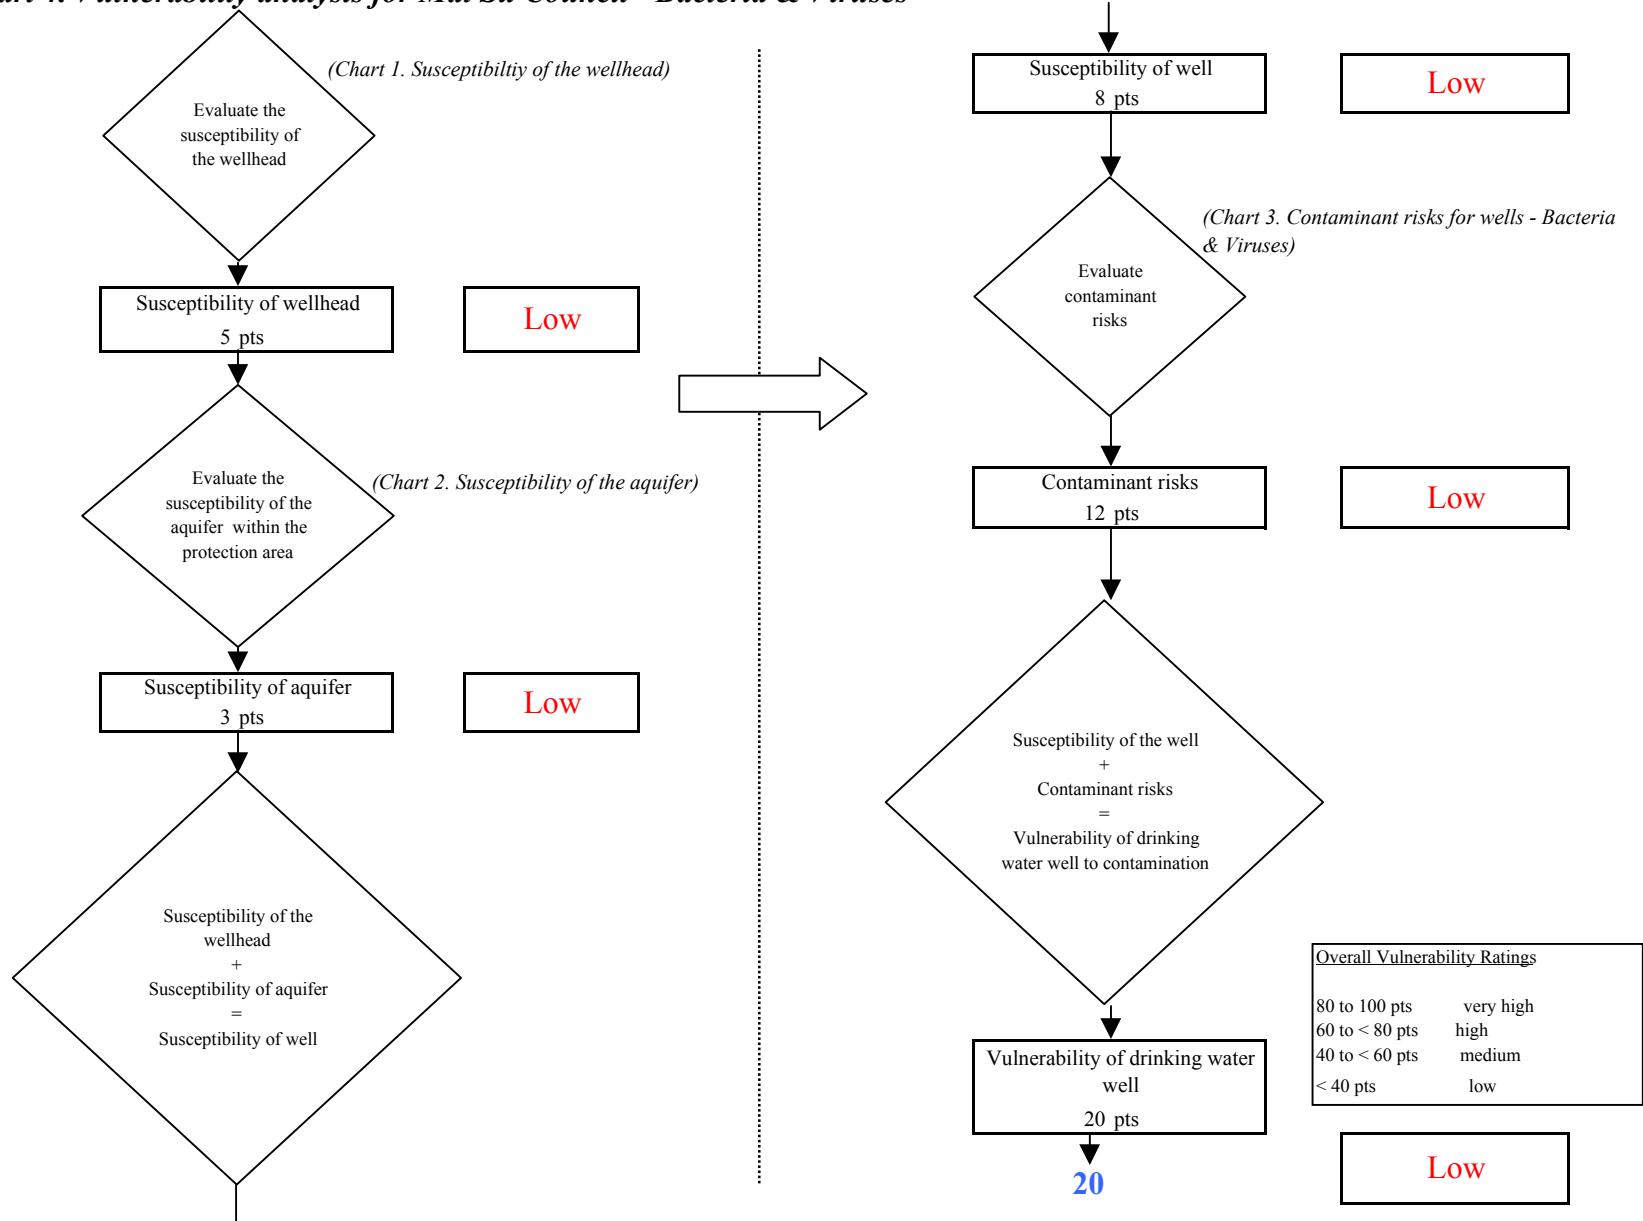 (Chart 1. Susceptibiltiy of the wellhead)
Evaluate the
susceptibility of
the wellhead
Susceptibility of wellhead
5 pts
Low
Evaluate the
susceptibility of the
aquifer within the
protection area
(Chart 2. Susceptibility of the aquifer)
Susceptibility of aquifer
3 pts
Low
Susceptibility of the
wellhead
+
Susceptibility of aquifer
=
Susceptibility of well
Susceptibility of well
8 pts
Low
(Chart 3. Contaminant risks for wells - Bacteria
& Viruses)
Evaluate
contaminant
risks
Contaminant risks
12 pts
Low
Susceptibility of the well
+
Contaminant risks
=
Vulnerability of drinking
water well to contamination
Overall Vulnerability Ratings
80 to 100 pts very high
60 to < 80 pts high
40 to < 60 pts medium
< 40 pts low
Vulnerability of drinking water
well
20 pts
20
Low